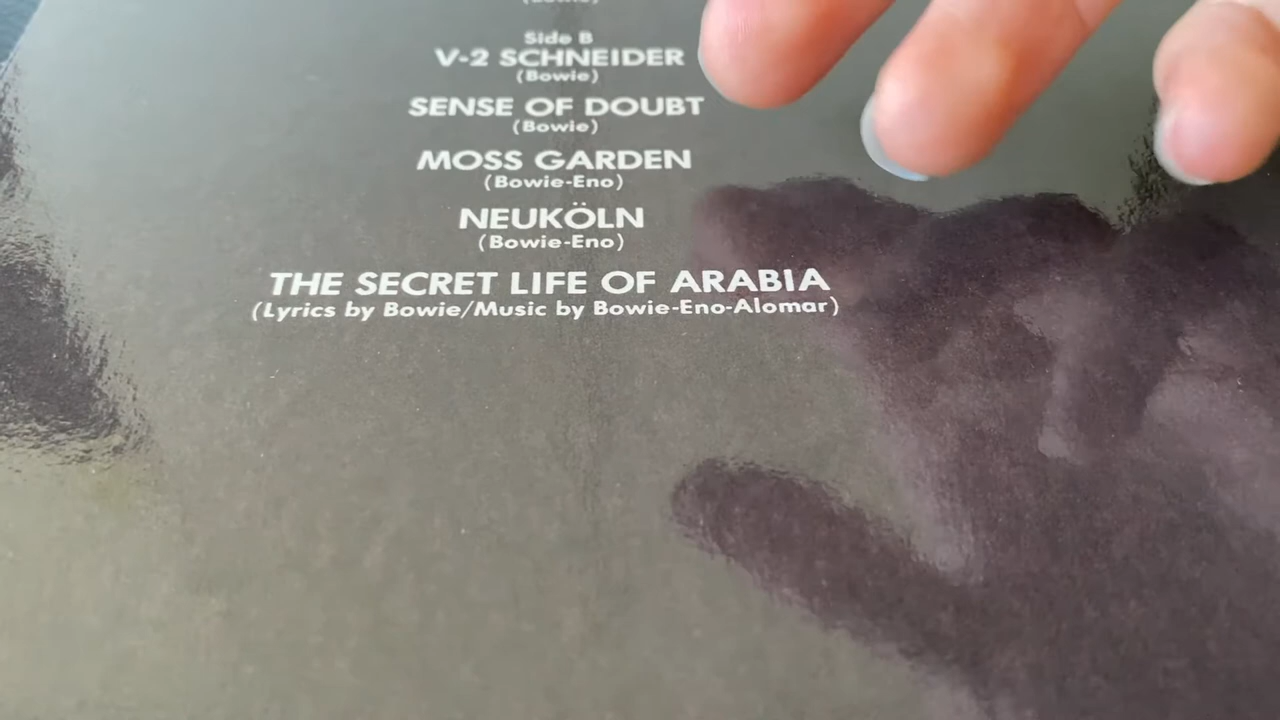 Side B
V-2 SCHNEIDER
(Bowie)
SENSE OF DOUBT
(Bowie)
MOSS GARDEN
(Bowie-Eno)
NEUKÖLN
(Bowie-Eno)
THE SECRET LIFE OF ARABIA
(Lyrics by Bowie/Music by Bowie-Eno-Alomar)